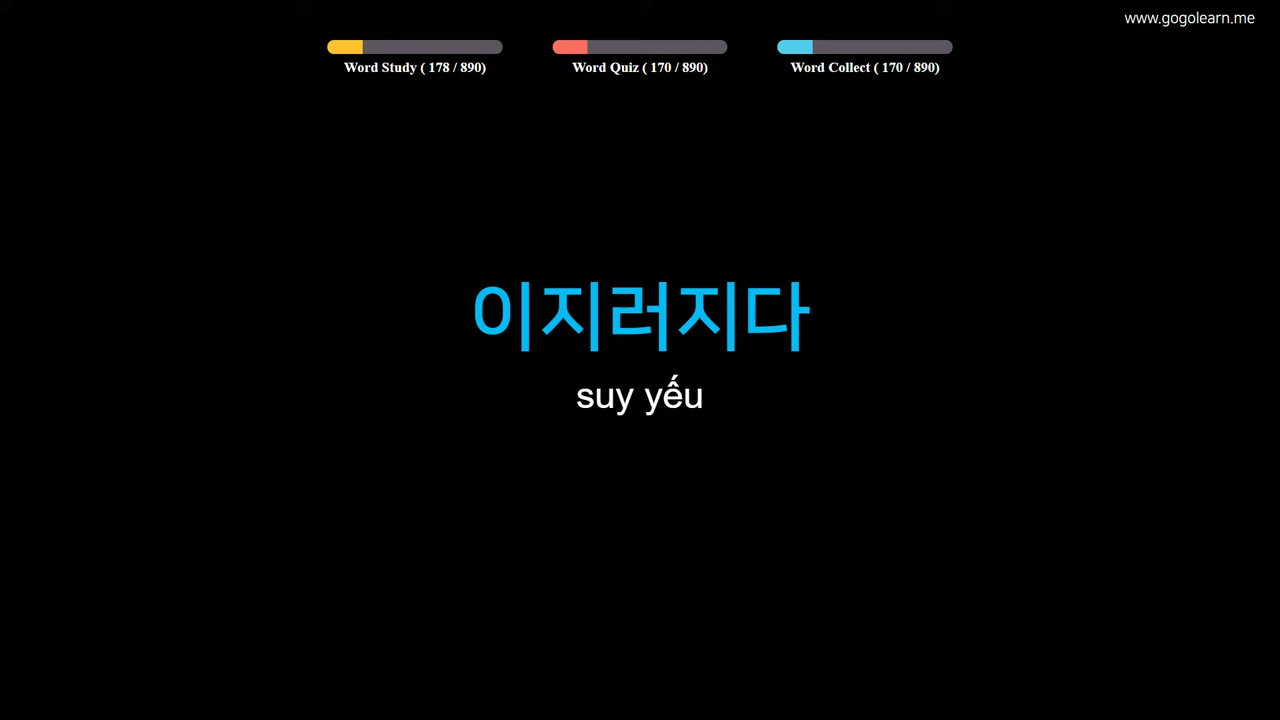 www.gogolearn.me
Word Study ( 178 / 890)
Word Quiz ( 170 / 890)
Word Collect ( 170 / 890)
이지러지다
suy yếu